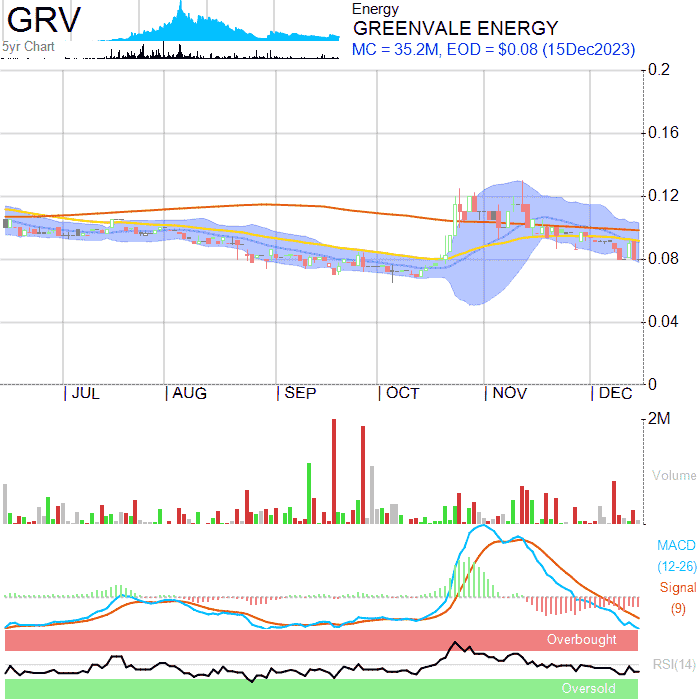 GRV
5yr Chart
Energy
GREENVALE ENERGY
MC = 35.2M, EOD = $0.08 (15Dec2023)
0.2
0.16
0.12
0.08
0.04
0
JUL AUG SEP OCT NOV DEC
2M
Volume
MACD
(12-26)
Signal
(9)
Overbought
RSI(14)
Oversold